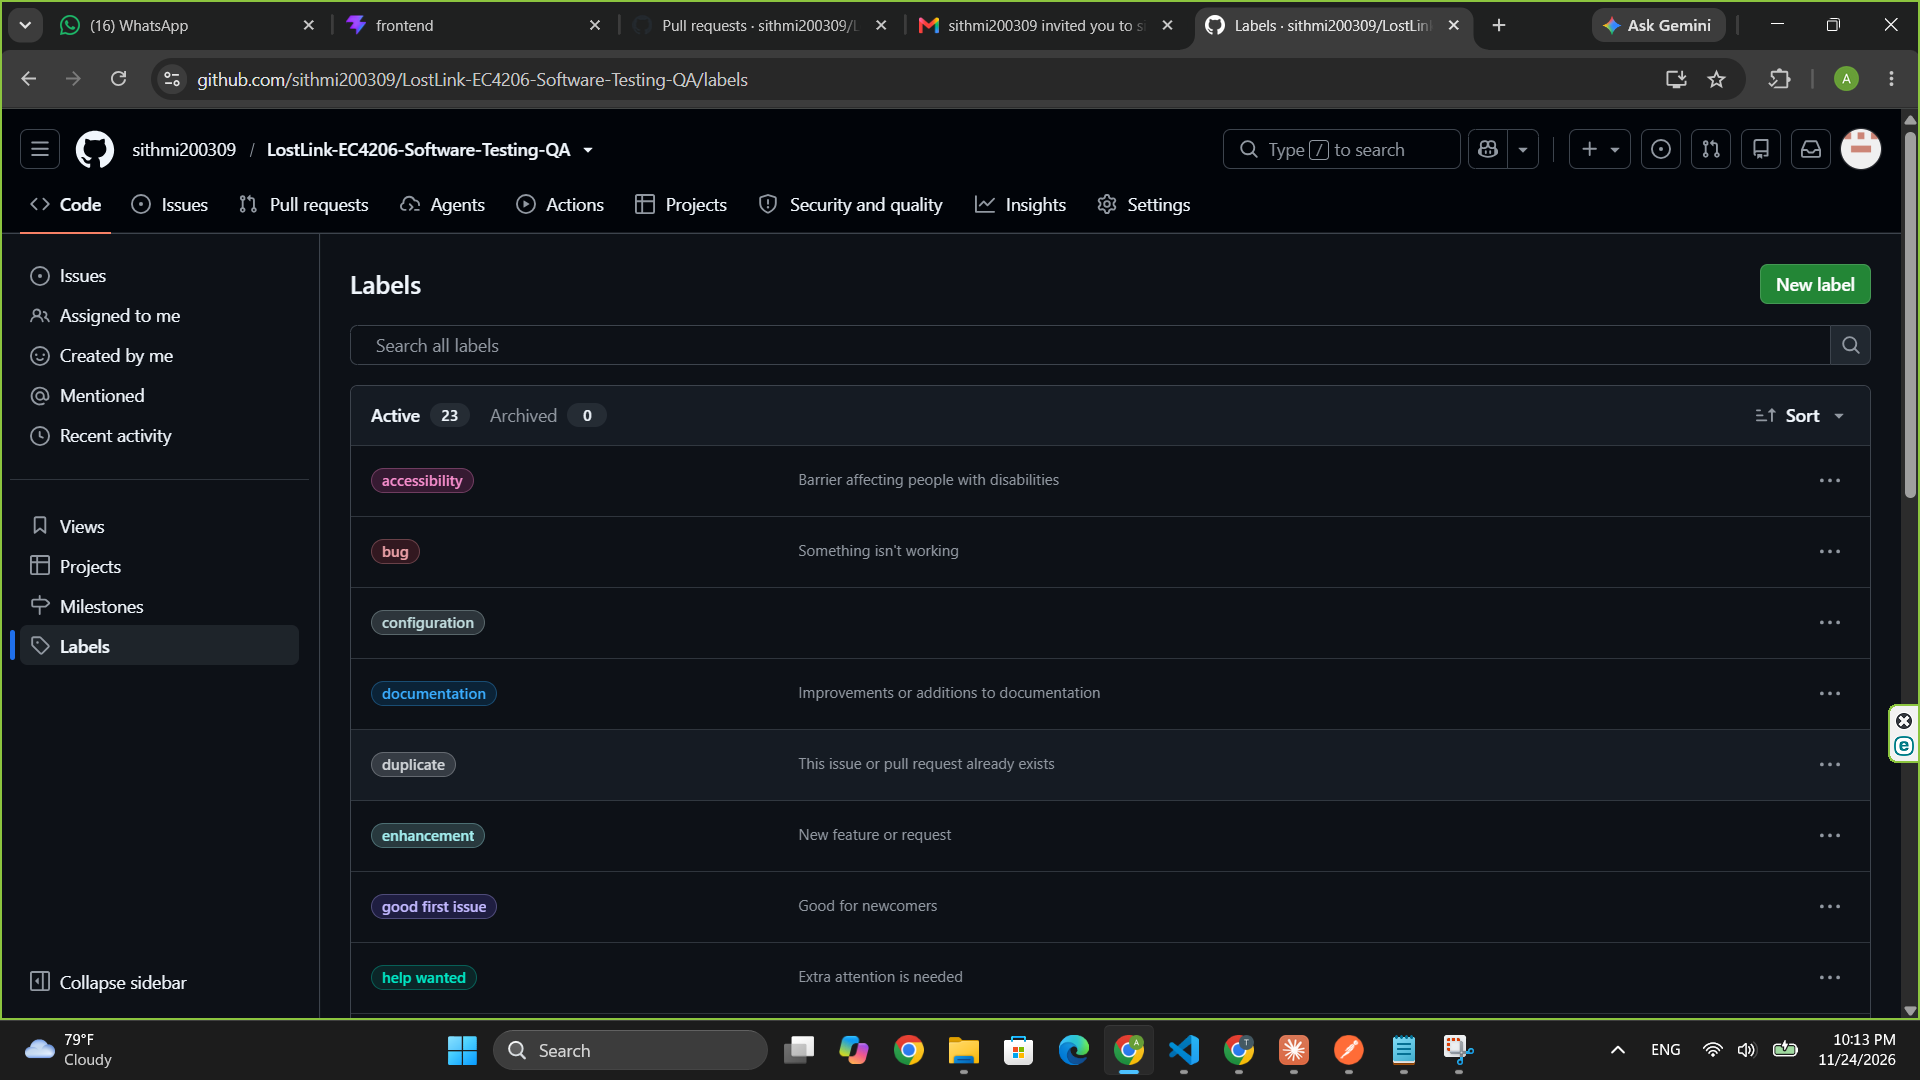 (16) WhatsApp
frontend
Pull requests · sithmi200309/L
sithmi200309 invited you to si
Labels · sithmi200309/LostLink
Ask Gemini
github.com/sithmi200309/LostLink-EC4206-Software-Testing-QA/labels
A
sithmi200309 / LostLink-EC4206-Software-Testing-QA
Type / to search
Code
Issues
Pull requests
Agents
Actions
Projects
Security and quality
Insights
Settings
Issues
Assigned to me
Created by me
Mentioned
Recent activity
Views
Projects
Milestones
Labels
Collapse sidebar
Labels
New label
Search all labels
Active 23
Archived 0
Sort
accessibility
Barrier affecting people with disabilities
bug
Something isn't working
configuration
documentation
Improvements or additions to documentation
duplicate
This issue or pull request already exists
enhancement
New feature or request
good first issue
Good for newcomers
help wanted
Extra attention is needed
79°F
Cloudy
Search
ENG
10:13 PM
11/24/2026